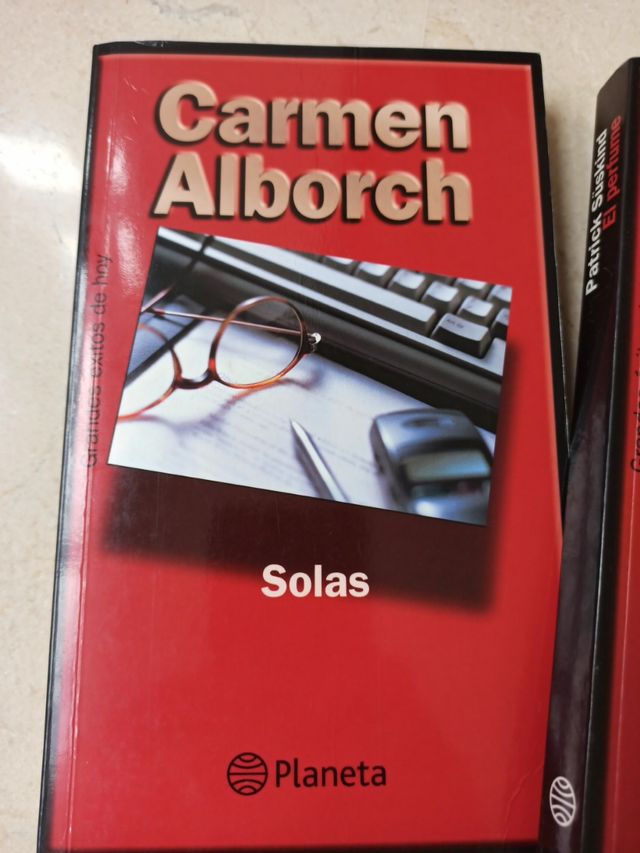 Carmen
Alborch
Grandes éxitos de hoy
Solas
Planeta
Patrick Süskind
El perfume